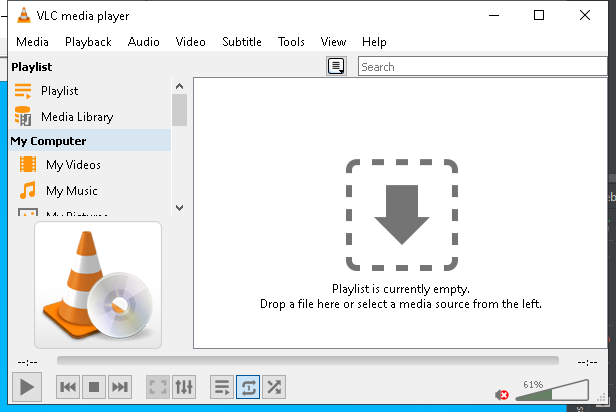 VLC media player
Media Playback Audio Video Subtitle Tools View Help
Playlist
Search
Playlist
Media Library
My Computer
My Videos
My Music
My Pictures
Playlist is currently empty.
Drop a file here or select a media source from the left.
--:-- --:--
61%